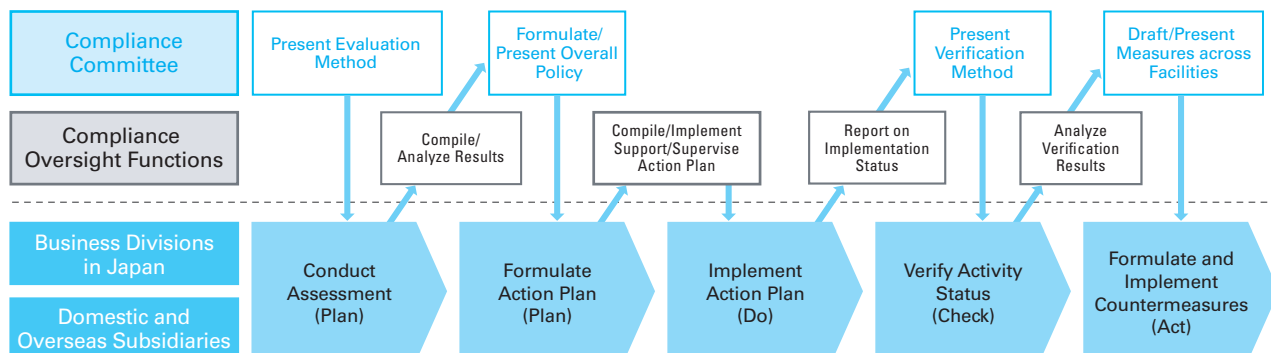 Compliance
Committee
Present Evaluation
Method
Formulate/
Present Overall
Policy
Present
Verification
Method
Draft/Present
Measures across
Facilities
Compliance
Oversight Functions
Compile/
Analyze Results
Compile/Implement
Support/Supervise
Action Plan
Report on
Implementation
Status
Analyze
Verification
Results
Business Divisions
in Japan
Domestic and
Overseas Subsidiaries
Conduct
Assessment
(Plan)
Formulate
Action Plan
(Plan)
Implement
Action Plan
(Do)
Verify Activity
Status
(Check)
Formulate and
Implement
Countermeasures
(Act)